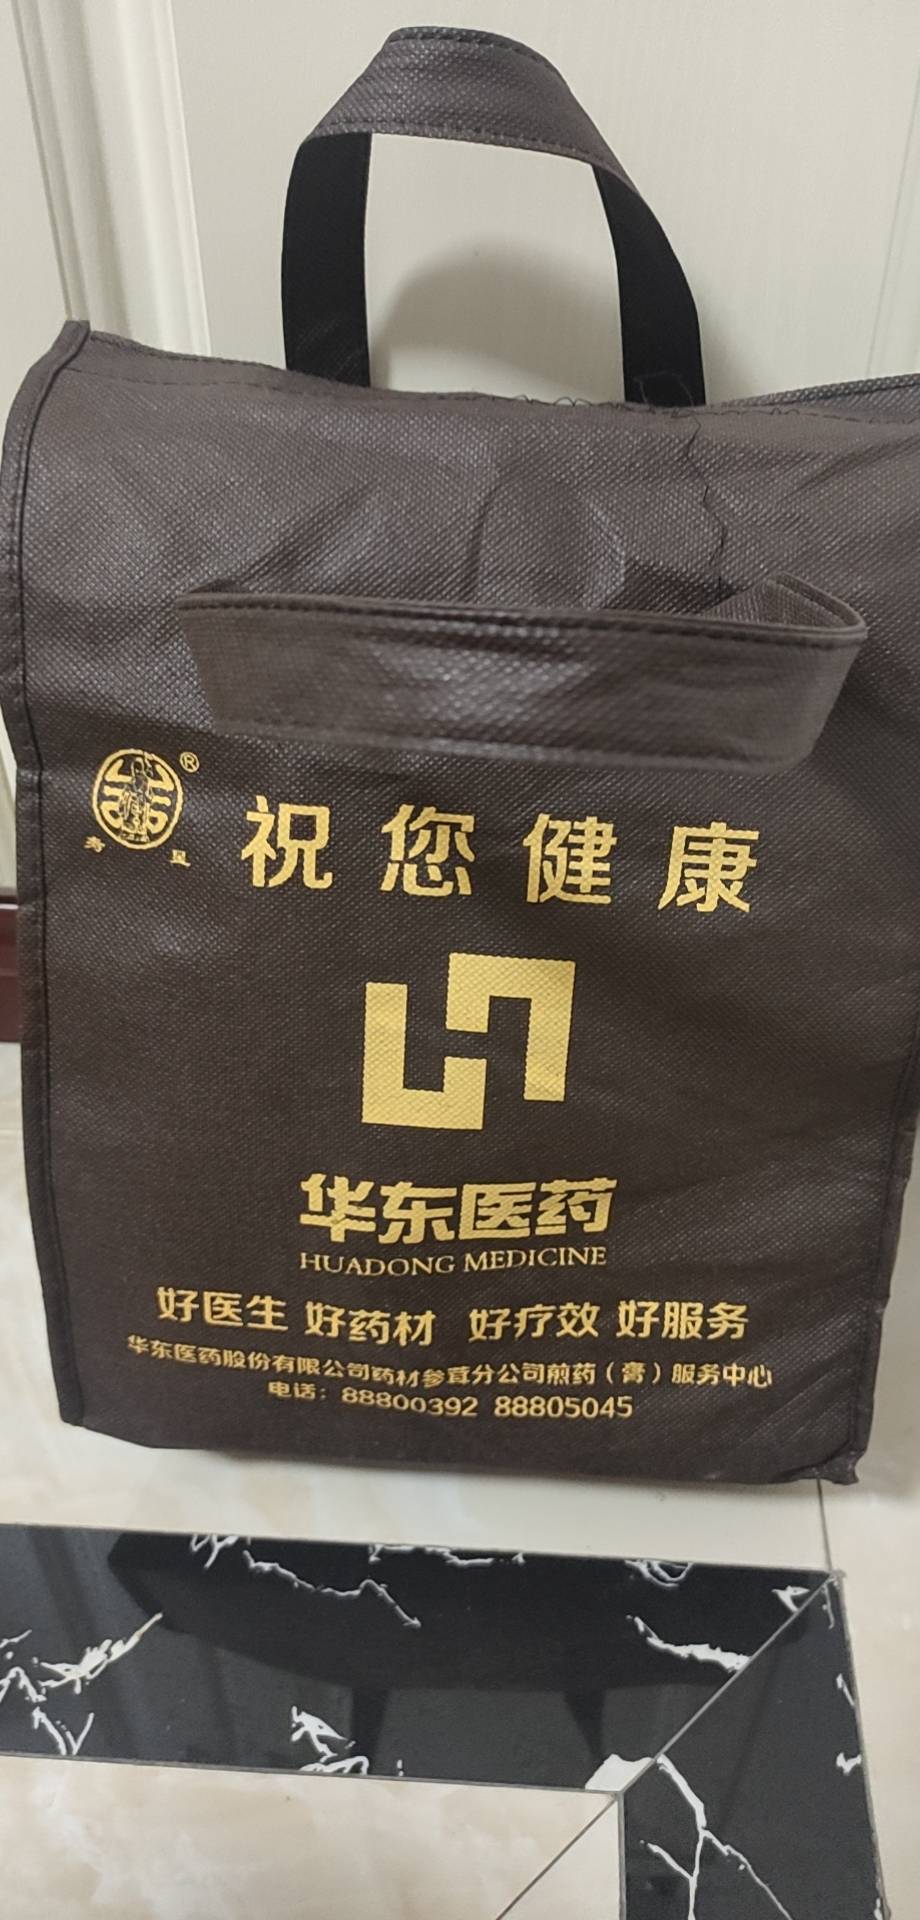 ®
寿星
祝您健康
华东医药
HUADONG MEDICINE
好医生 好药材 好疗效 好服务
华东医药股份有限公司药材参茸分公司煎药（膏）服务中心
电话：88800392 88805045